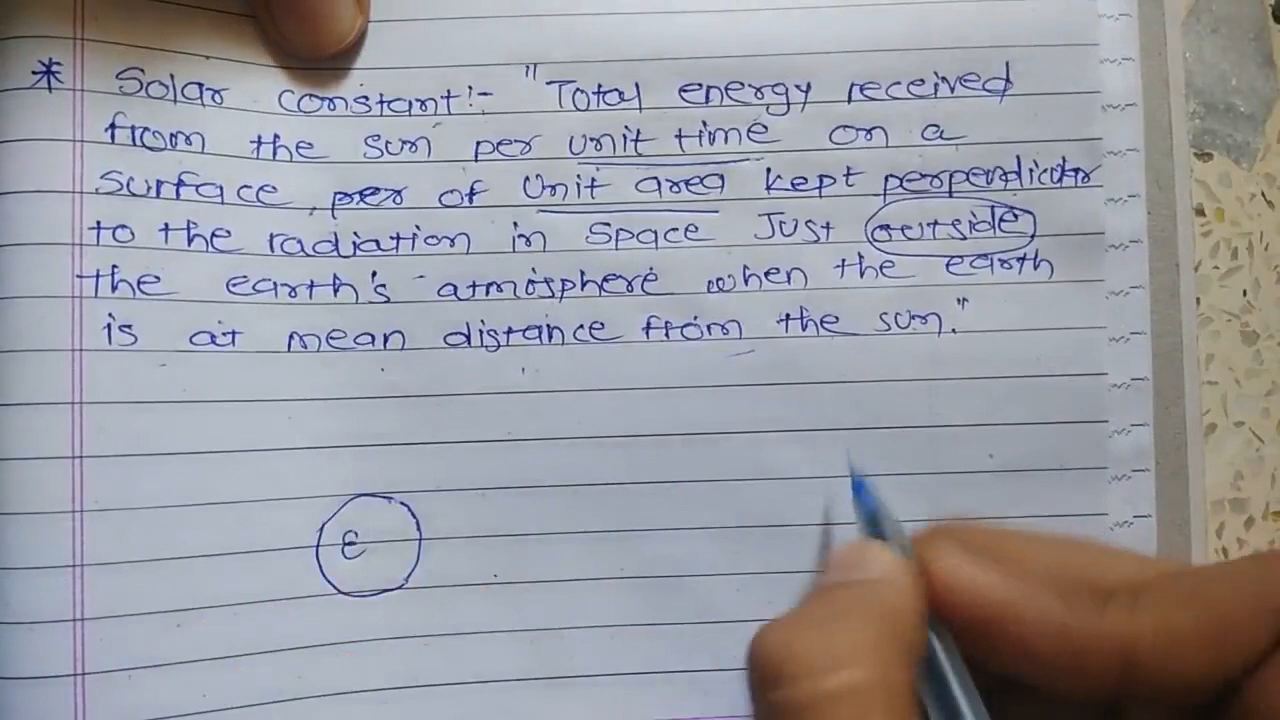 * Solar constant:- "Total energy received
from the sun per unit time on a
surface, per of unit area kept perpendicular
to the radiation in space Just outside
the earth's atmosphere when the earth
is at mean distance from the sun."
E